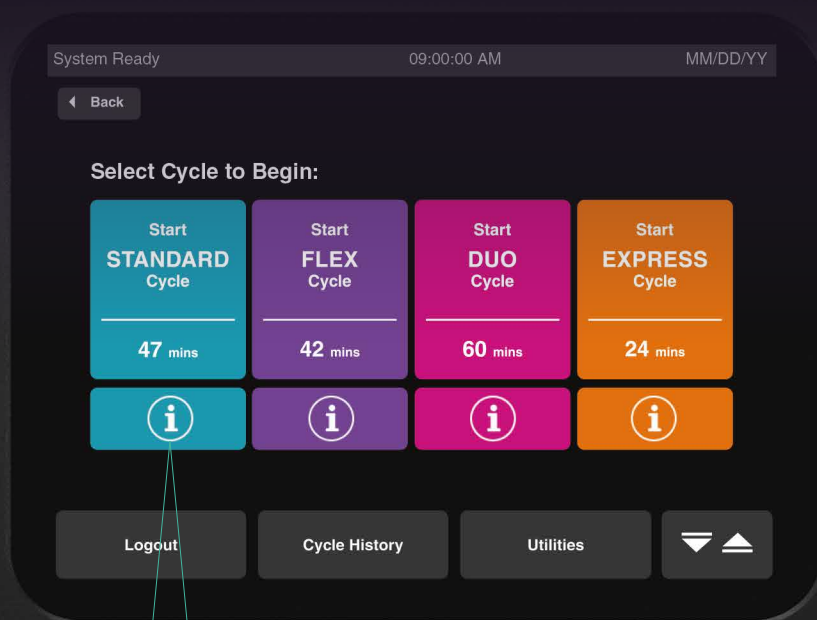 System Ready 09:00:00 AM MM/DD/YY
Back
Select Cycle to Begin:
Start Start Start Start
STANDARD FLEX DUO EXPRESS
Cycle Cycle Cycle Cycle
47 mins 42 mins 60 mins 24 mins
i i i i
Logout Cycle History Utilities